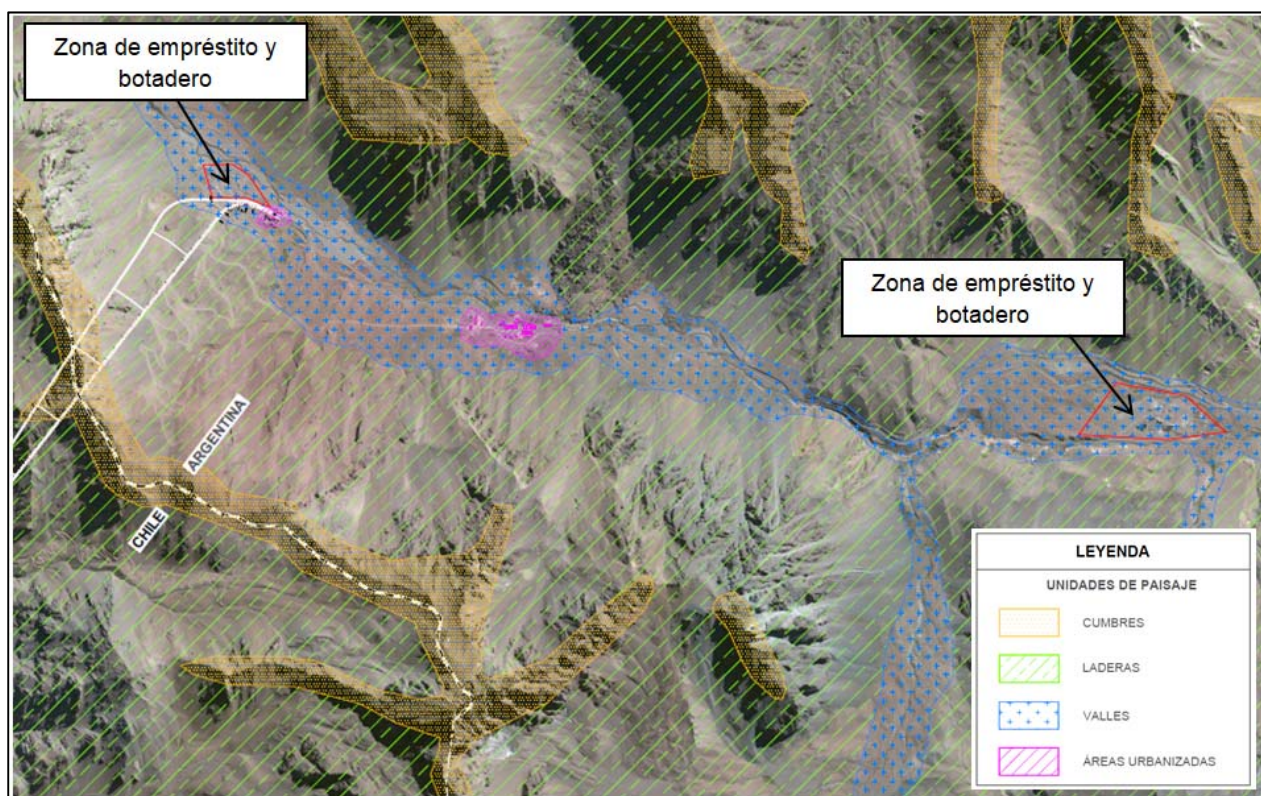 Zona de empréstito y
botadero
Zona de empréstito y
botadero
ARGENTINA
CHILE
LEYENDA
UNIDADES DE PAISAJE
CUMBRES
LADERAS
VALLES
ÁREAS URBANIZADAS